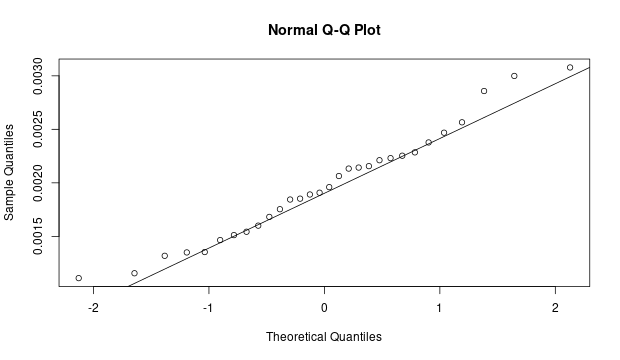 Normal Q-Q Plot
Sample Quantiles
0.0030
0.0025
0.0020
0.0015
-2 -1 0 1 2
Theoretical Quantiles